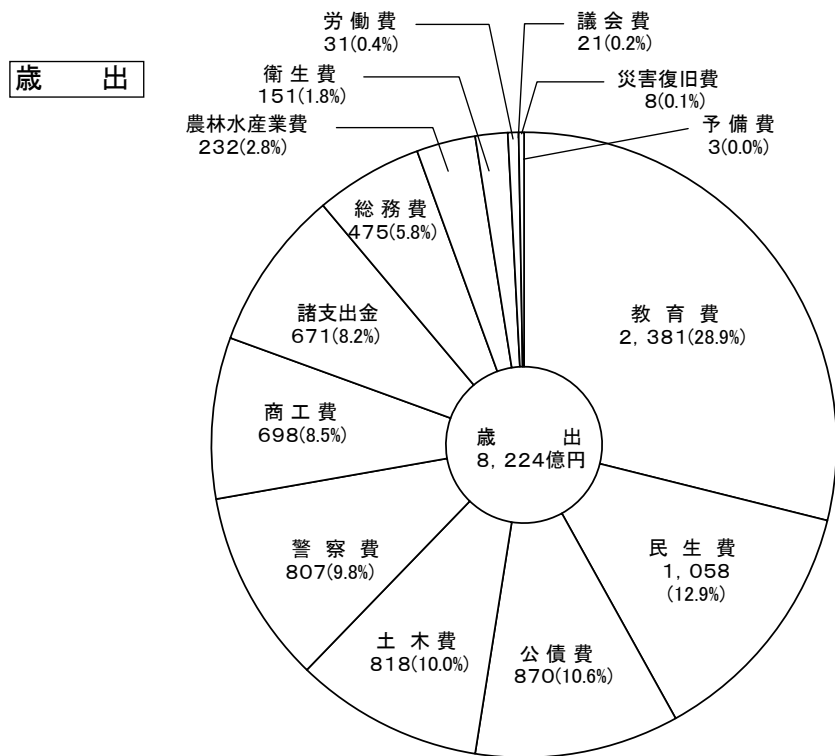 歳　　出
労 働 費
31(0.4%)
議 会 費
21(0.2%)
衛 生 費
151(1.8%)
災害復旧費
8(0.1%)
農林水産業費
232(2.8%)
予 備 費
3(0.0%)
総 務 費
475(5.8%)
教 育 費
2，381(28.9%)
諸支出金
671(8.2%)
商 工 費
698(8.5%)
歳　　出
8，224億円
警 察 費
807(9.8%)
民 生 費
1，058
(12.9%)
土 木 費
818(10.0%)
公 債 費
870(10.6%)